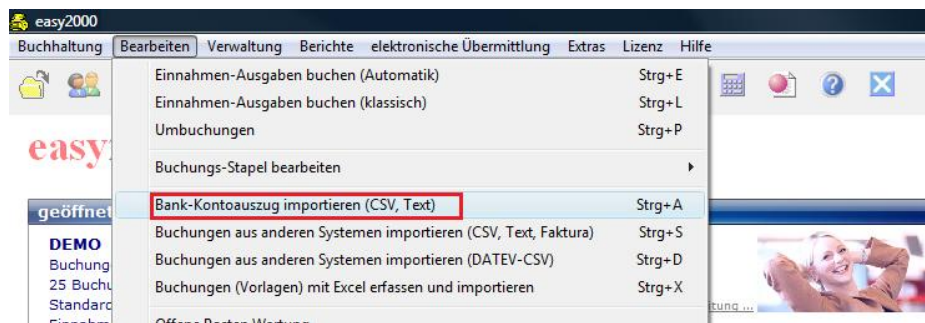 easy2000
Buchhaltung Bearbeiten Verwaltung Berichte elektronische Übermittlung Extras Lizenz Hilfe
Einnahmen-Ausgaben buchen (Automatik) Strg+E
Einnahmen-Ausgaben buchen (klassisch) Strg+L
Umbuchungen Strg+P
easy
Buchungs-Stapel bearbeiten
Bank-Kontoauszug importieren (CSV, Text) Strg+A
geöffnet
Buchungen aus anderen Systemen importieren (CSV, Text, Faktura) Strg+S
DEMO
Buchungen aus anderen Systemen importieren (DATEV-CSV) Strg+D
Buchung
25 Buchu
Buchungen (Vorlagen) mit Excel erfassen und importieren Strg+X
Standard
itung ...